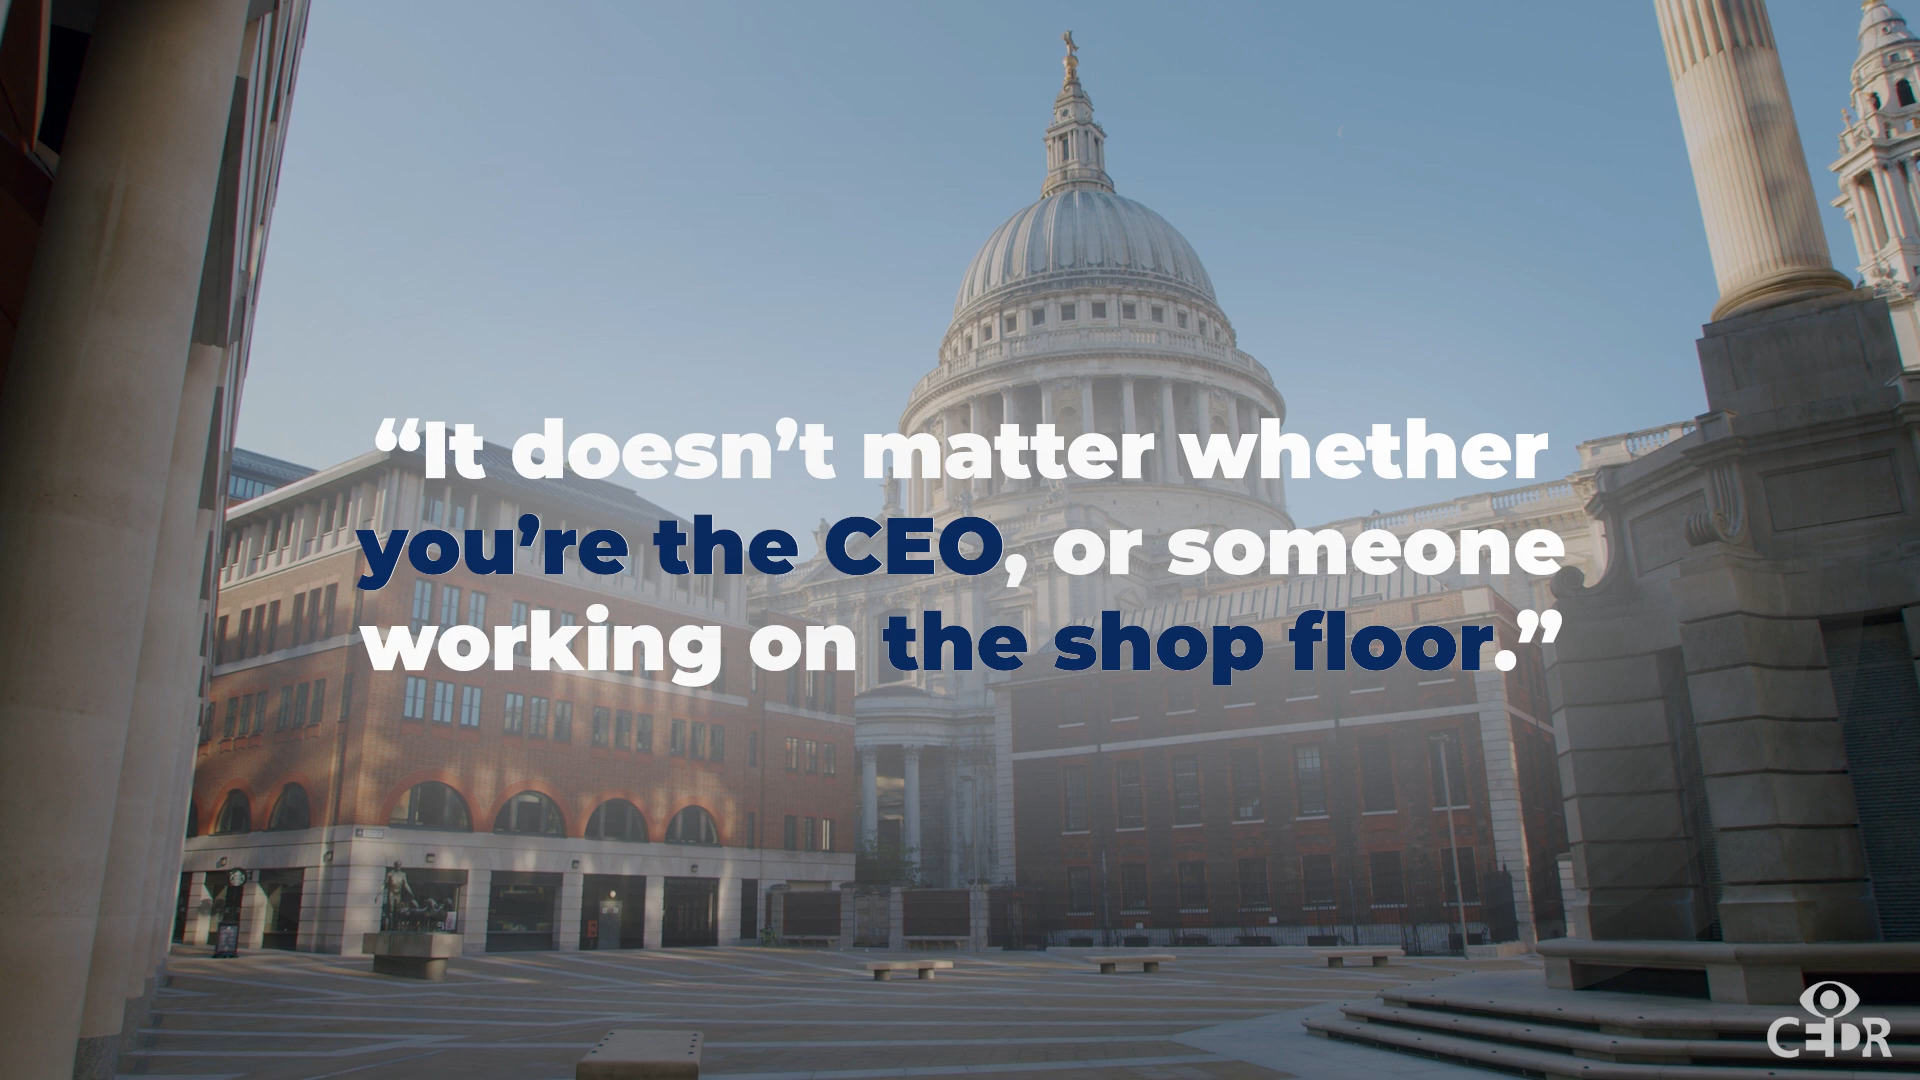 “It doesn’t matter whether
you’re the CEO, or someone
working on the shop floor.”
CEDR